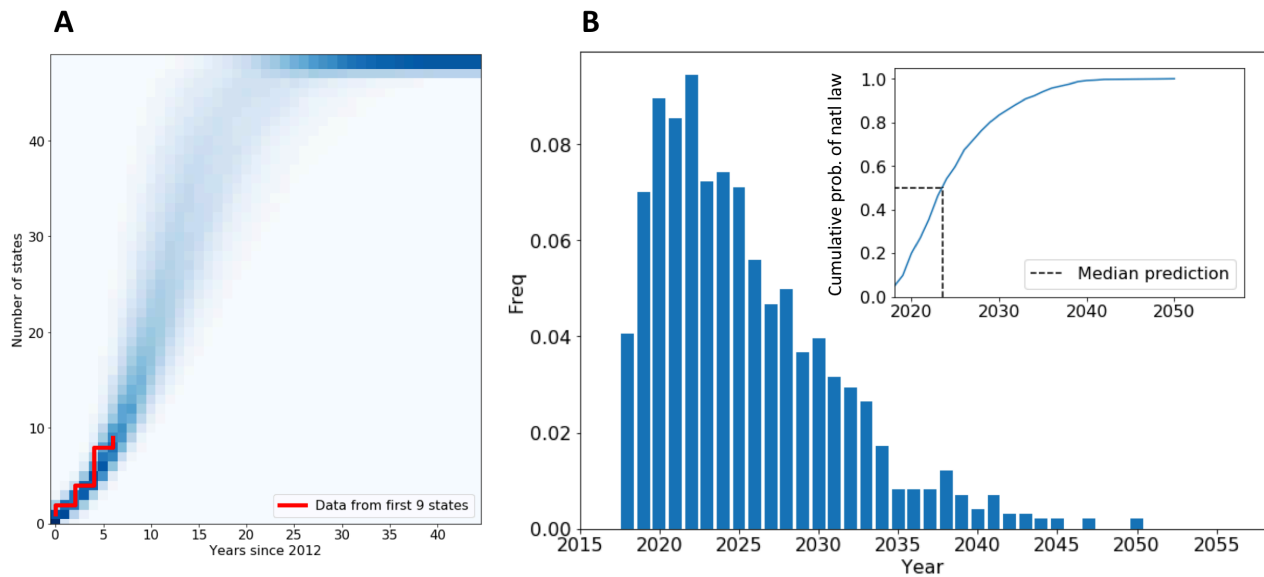 A
B
40
30
20
10
0
Number of states
0 5 10 15 20 25 30 35 40
Years since 2012
Data from first 9 states
0.08
0.06
0.04
0.02
0.00
Freq
2015 2020 2025 2030 2035 2040 2045 2050 2055
Year
1.0
0.8
0.6
0.4
0.2
0.0
Cumulative prob. of natl law
2020 2030 2040 2050
Median prediction